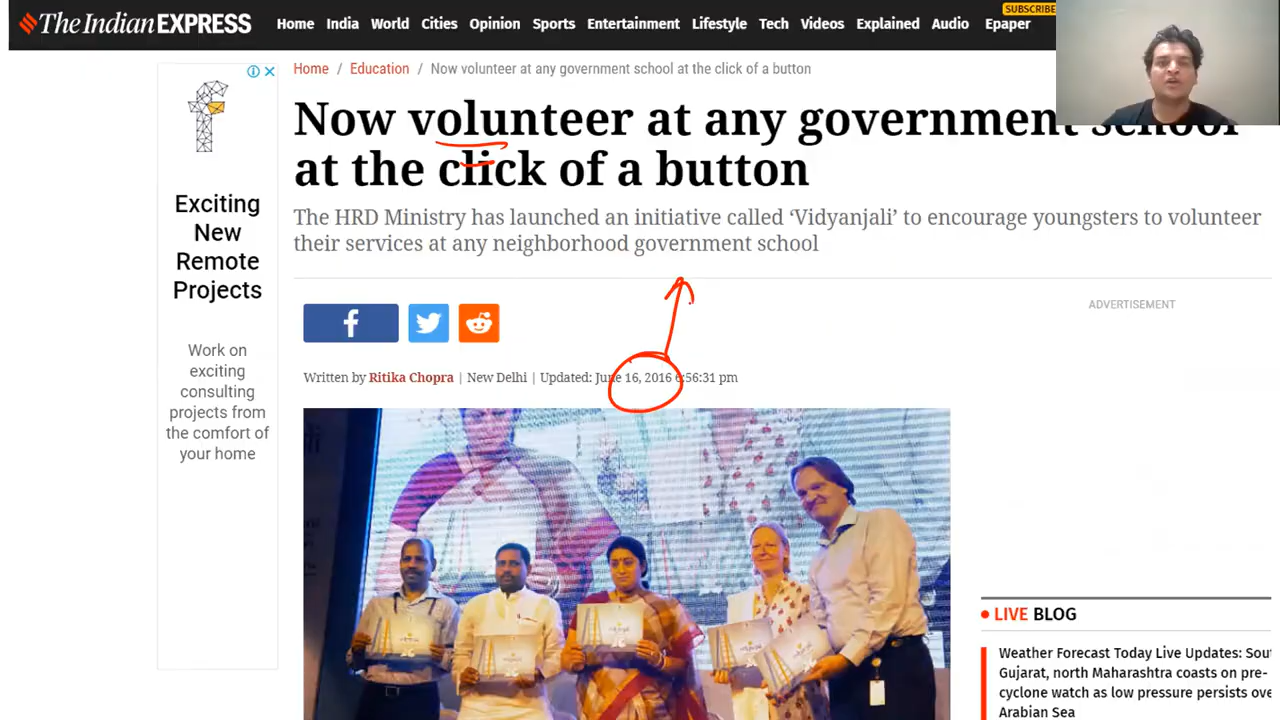 The Indian EXPRESS
Home India World Cities Opinion Sports Entertainment Lifestyle Tech Videos Explained Audio Epaper
SUBSCRIBE
Home / Education / Now volunteer at any government school at the click of a button
Now volunteer at any government school
at the click of a button
The HRD Ministry has launched an initiative called ‘Vidyanjali’ to encourage youngsters to volunteer
their services at any neighborhood government school
Exciting
New
Remote
Projects
Work on
exciting
consulting
projects from
the comfort of
your home
ADVERTISEMENT
Written by Ritika Chopra | New Delhi | Updated: June 16, 2016 6:56:31 pm
LIVE BLOG
Weather Forecast Today Live Updates:
Gujarat, north Maharashtra coasts on pre-
cyclone watch as low pressure persists
Arabian Sea